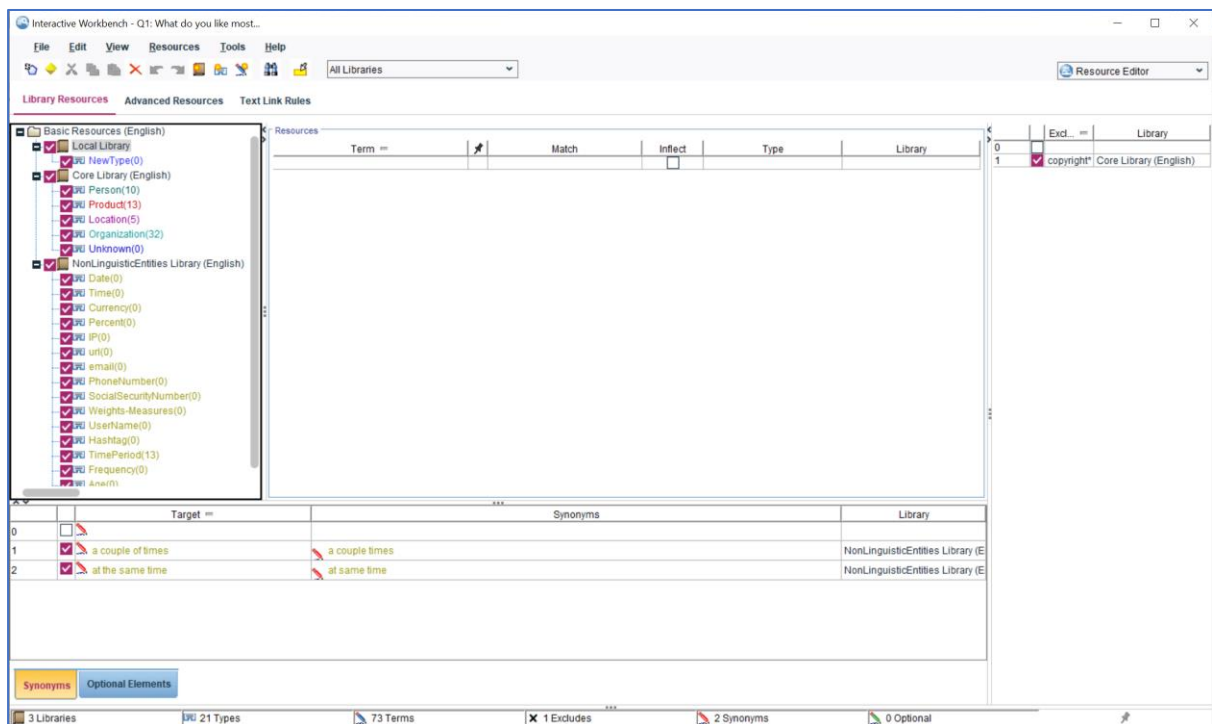 Interactive Workbench - Q1: What do you like most...
File Edit View Resources Tools Help
All Libraries
Resource Editor
Library Resources Advanced Resources Text Link Rules
Basic Resources (English)
Local Library
NewType(0)
Core Library (English)
Person(10)
Product(13)
Location(5)
Organization(32)
Unknown(0)
NonLinguisticEntities Library (English)
Date(0)
Time(0)
Currency(0)
Percent(0)
IP(0)
url(0)
email(0)
PhoneNumber(0)
SocialSecurityNumber(0)
Weights-Measures(0)
UserName(0)
Hashtag(0)
TimePeriod(13)
Frequency(0)
Age(0)
Resources
Term Match Inflect Type Library
Excl... Library
0
1 copyright* Core Library (English)
Target Synonyms Library
0
1 a couple of times a couple times NonLinguisticEntities Library (E
2 at the same time at same time NonLinguisticEntities Library (E
Synonyms Optional Elements
3 Libraries 21 Types 73 Terms 1 Excludes 2 Synonyms 0 Optional